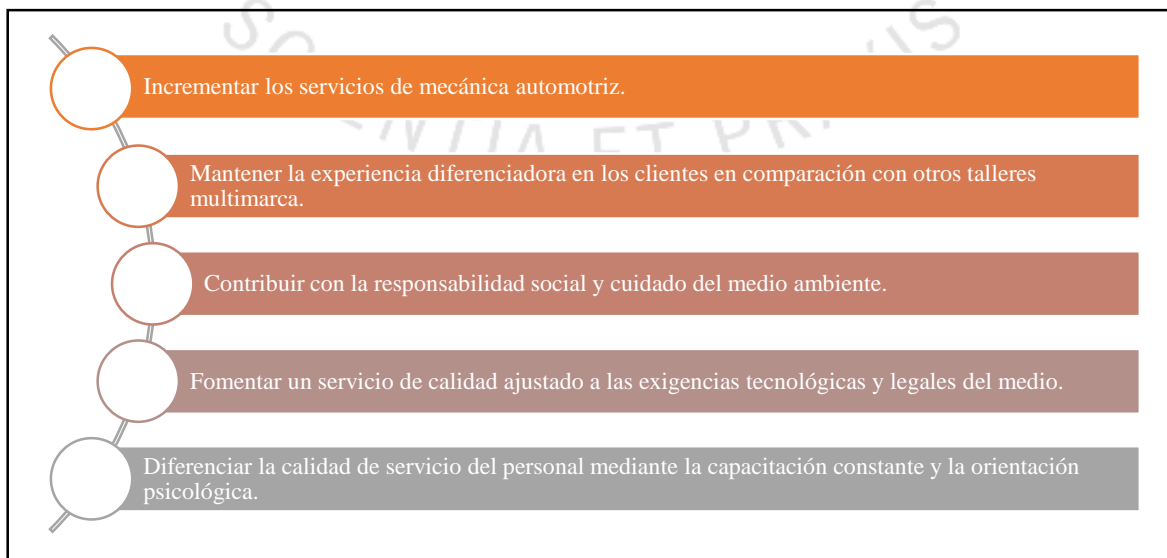 Incrementar los servicios de mecánica automotriz.
Mantener la experiencia diferenciadora en los clientes en comparación con otros talleres
multimarca.
Contribuir con la responsabilidad social y cuidado del medio ambiente.
Fomentar un servicio de calidad ajustado a las exigencias tecnológicas y legales del medio.
Diferenciar la calidad de servicio del personal mediante la capacitación constante y la orientación
psicológica.